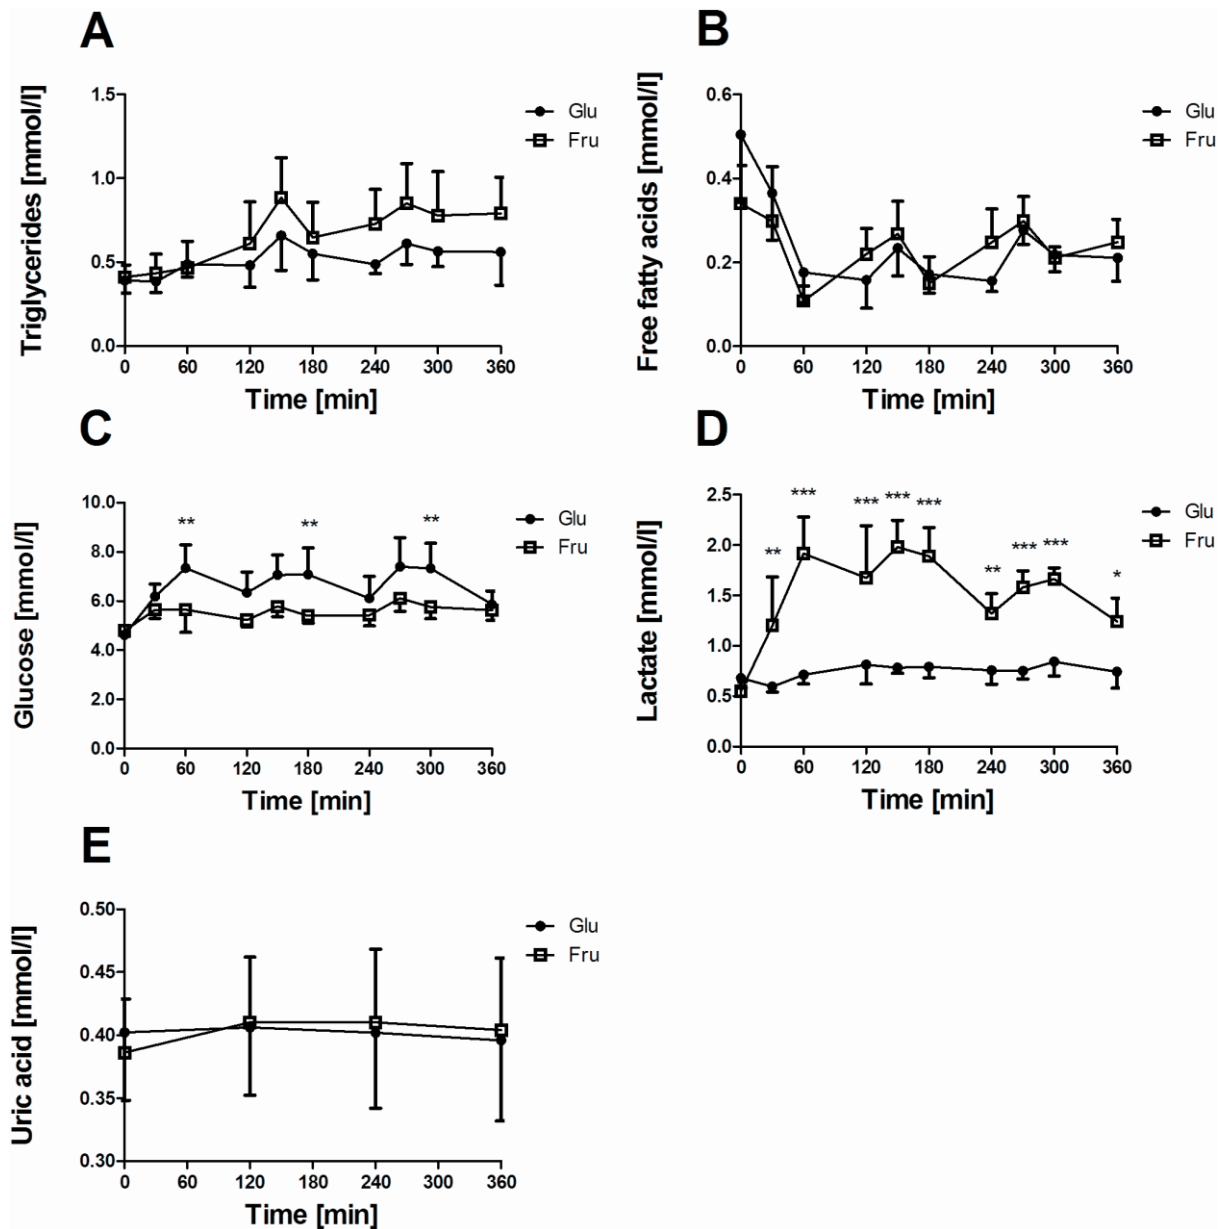 A
Triglycerides [mmol/l]
1.5
1.0
0.5
0.0
0 60 120 180 240 300 360
Time [min]
Glu
Fru
B
Free fatty acids [mmol/l]
0.6
0.4
0.2
0.0
0 60 120 180 240 300 360
Time [min]
Glu
Fru
C
Glucose [mmol/l]
10.0
8.0
6.0
4.0
2.0
0.0
** ** **
0 60 120 180 240 300 360
Time [min]
Glu
Fru
D
Lactate [mmol/l]
2.5
2.0
1.5
1.0
0.5
0.0
** *** *** *** *** ** *** *** *
0 60 120 180 240 300 360
Time [min]
Glu
Fru
E
Uric acid [mmol/l]
0.50
0.45
0.40
0.35
0.30
0 60 120 180 240 300 360
Time [min]
Glu
Fru